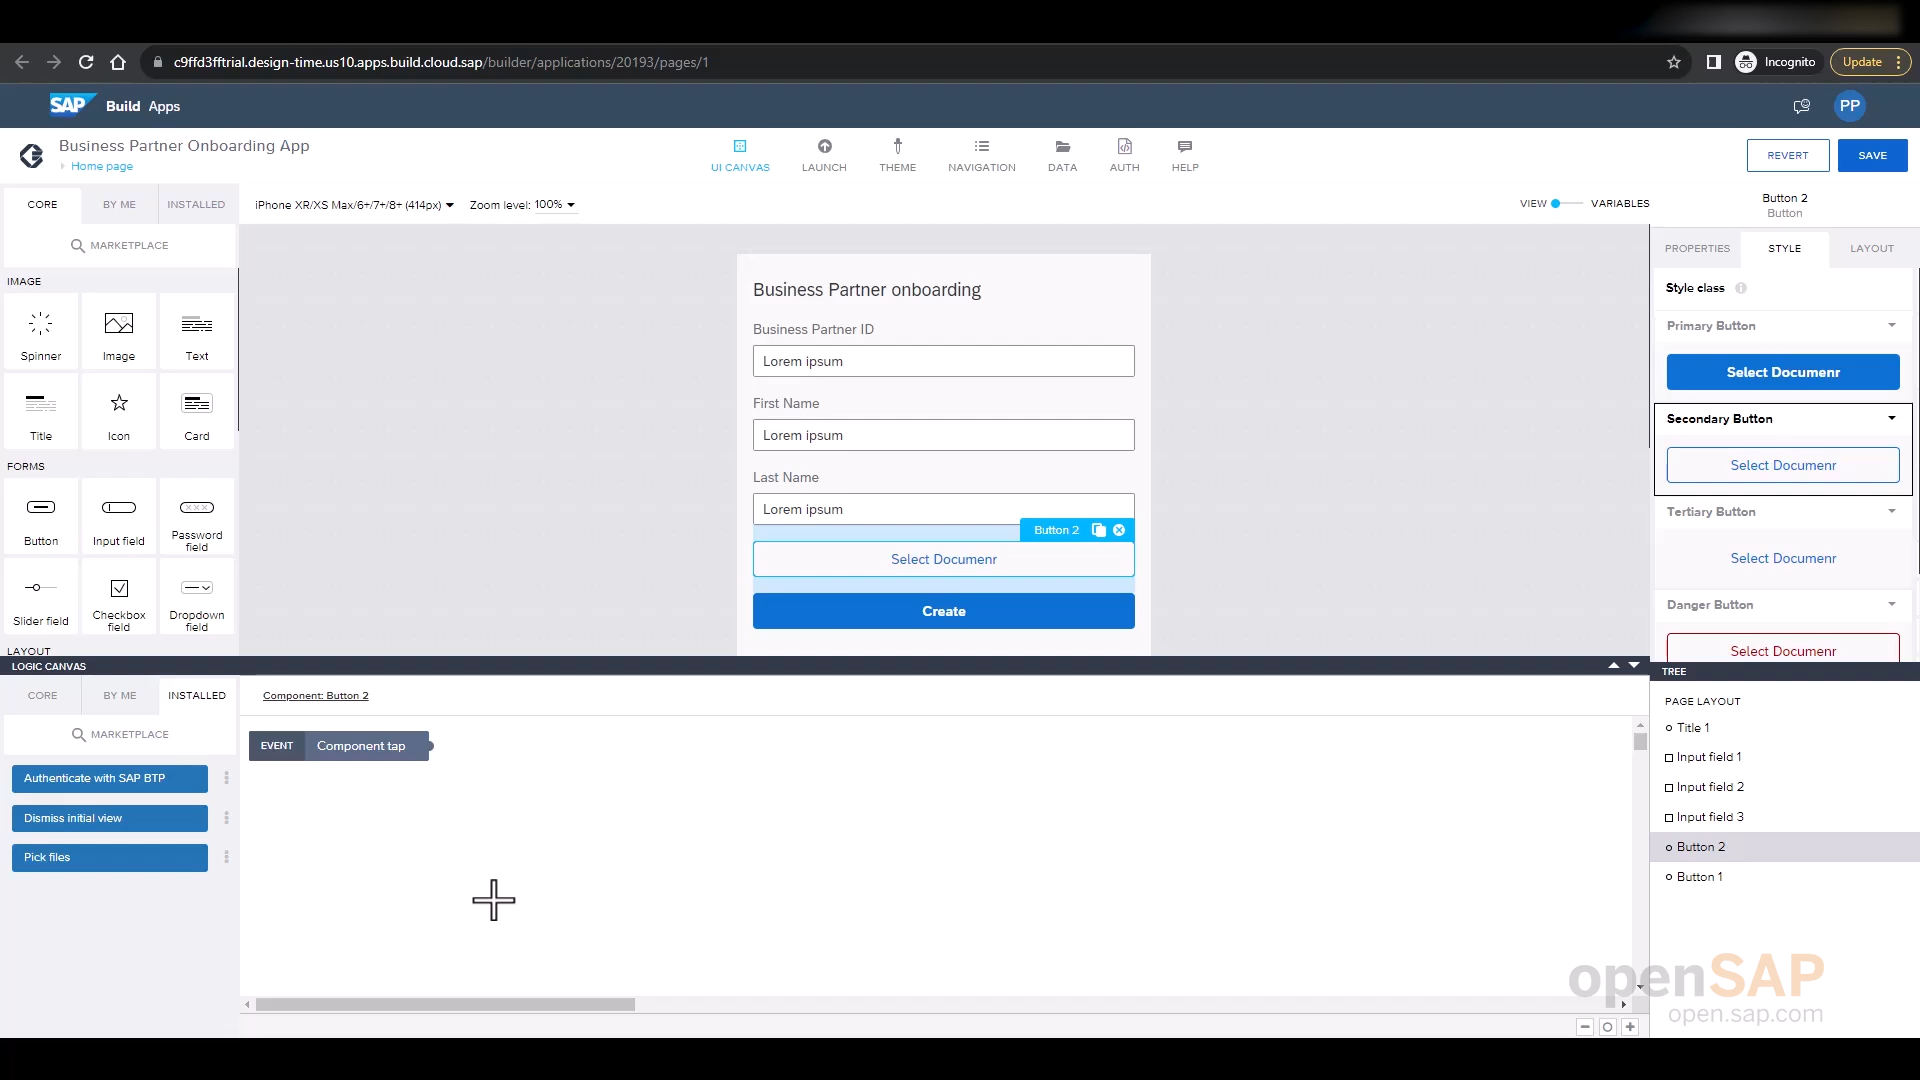 c9ffd3fftrial.design-time.us10.apps.build.cloud.sap/builder/applications/20193/pages/1
Incognito
Update
SAP Build Apps
PP
Business Partner Onboarding App
Home page
UI CANVAS
LAUNCH
THEME
NAVIGATION
DATA
AUTH
HELP
REVERT
SAVE
CORE
BY ME
INSTALLED
iPhone XR/XS Max/6+/7+/8+ (414px)
Zoom level: 100%
VIEW
VARIABLES
Button 2
Button
MARKETPLACE
PROPERTIES
STYLE
LAYOUT
IMAGE
Spinner
Image
Text
Title
Icon
Card
FORMS
Button
Input field
Password
field
Slider field
Checkbox
field
Dropdown
field
LAYOUT
Business Partner onboarding
Business Partner ID
Lorem ipsum
First Name
Lorem ipsum
Last Name
Lorem ipsum
Button 2
Select Documenr
Create
Style class
Primary Button
Select Documenr
Secondary Button
Select Documenr
Tertiary Button
Select Documenr
Danger Button
Select Documenr
LOGIC CANVAS
CORE
BY ME
INSTALLED
MARKETPLACE
Authenticate with SAP BTP
Dismiss initial view
Pick files
Component: Button 2
EVENT
Component tap
TREE
PAGE LAYOUT
Title 1
Input field 1
Input field 2
Input field 3
Button 2
Button 1
openSAP
open.sap.com